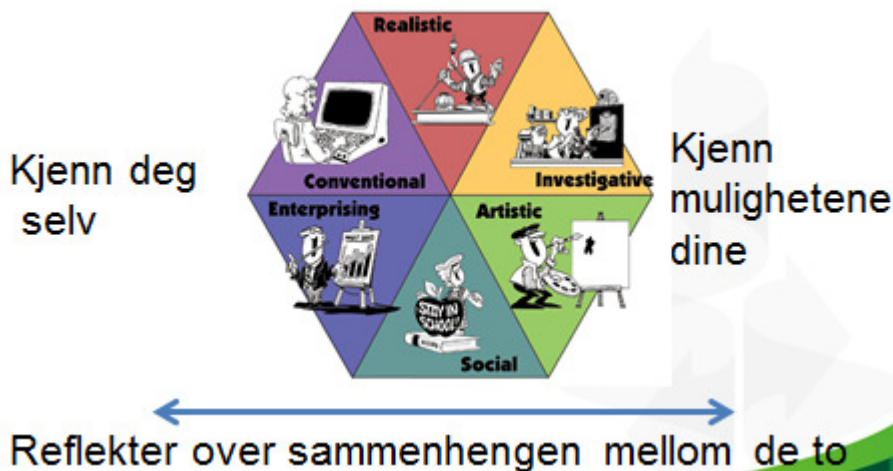 Realistic
Kjenn deg
selv
Conventional
Investigative
Kjenn
mulighetene
dine
Enterprising
Artistic
STAY IN
SCHOOL!
Social
Reflekter over sammenhengen mellom de to